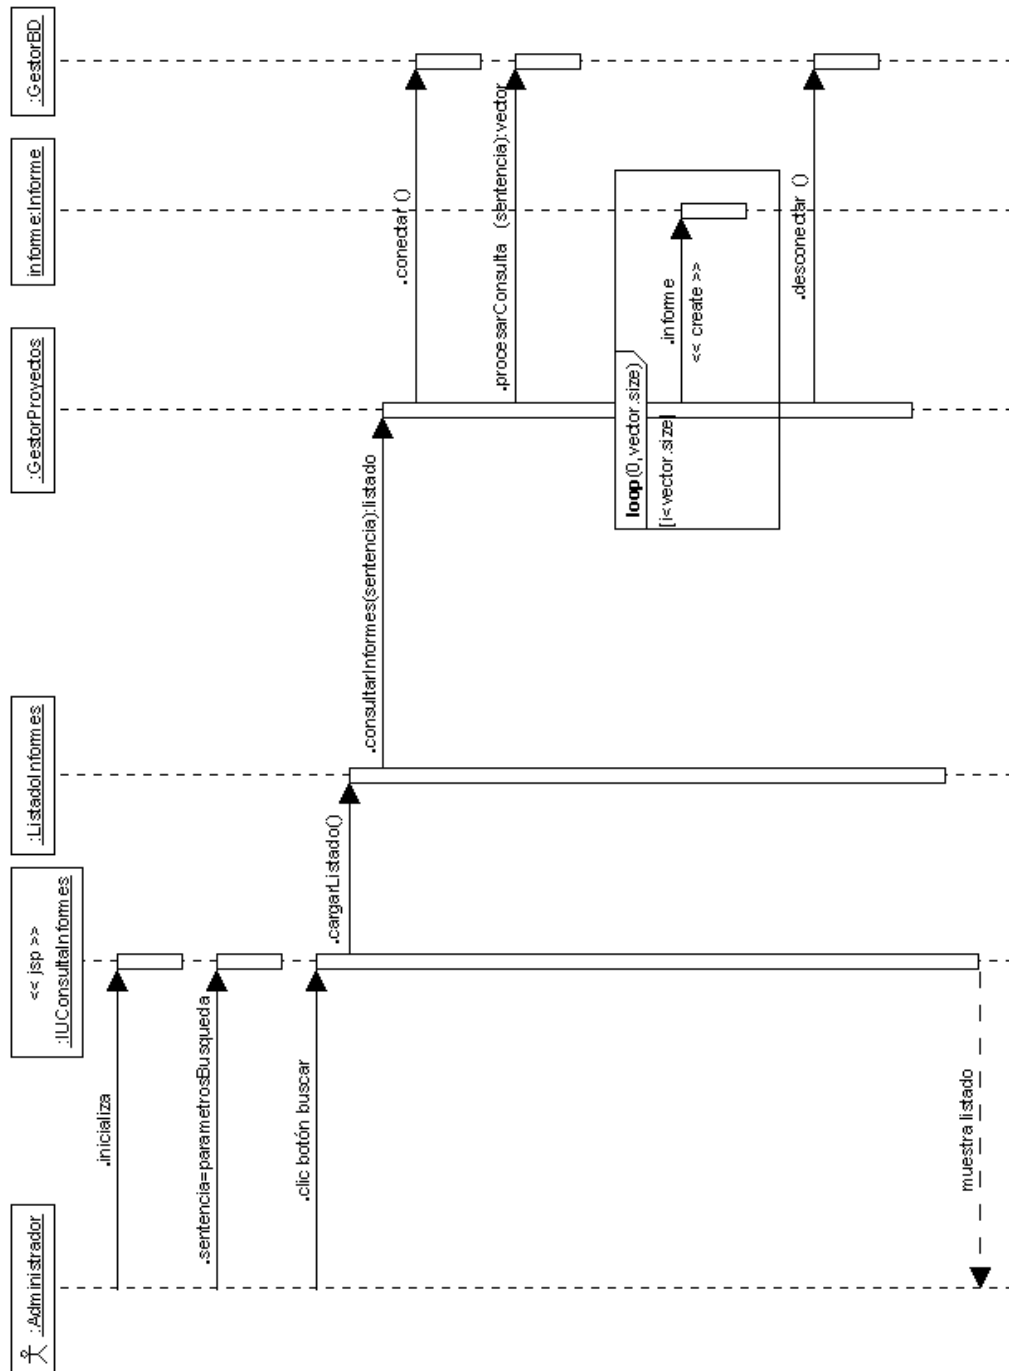 :Administrador
<< jsp >>
:IUConsultaInformes
:ListadoInformes
:GestorProyectos
informe:Informe
:GestorBD
.inicializa
.sentencia=parametrosBusqueda
.clic botón buscar
.cargarListado()
.consultarInformes(sentencia):listado
.conectar ()
.procesarConsulta (sentencia):vector
loop(0,vector.size)
[i<vector.size]
.informe
<< create >>
.desconectar ()
muestra listado